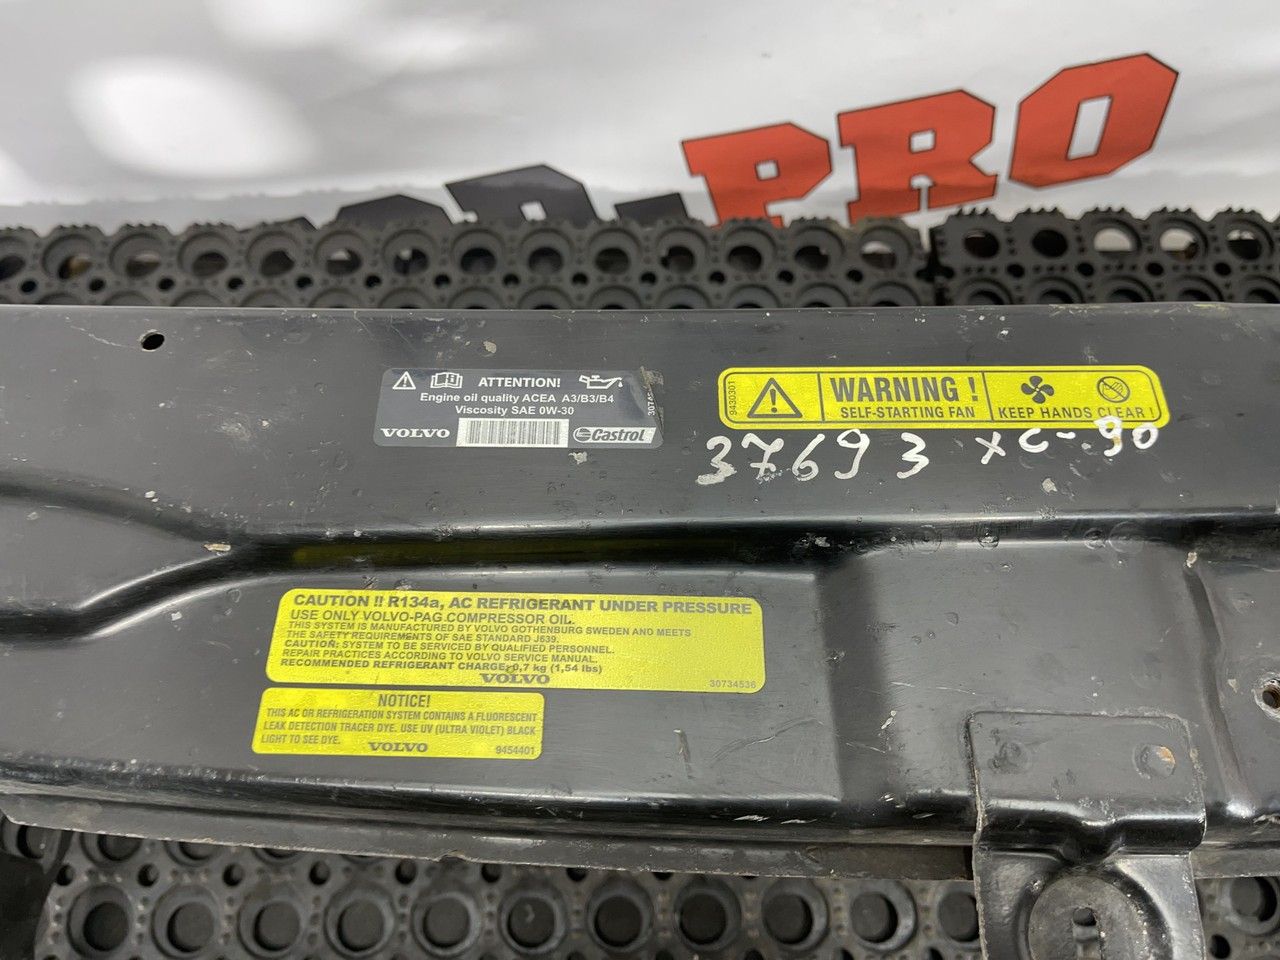 PRO
ATTENTION!
Engine oil quality ACEA A3/B3/B4
Viscosity SAE 0W-30
VOLVO
Castrol
9430301
WARNING !
SELF-STARTING FAN
KEEP HANDS CLEAR !
37693 XC-90
CAUTION !! R134a, AC REFRIGERANT UNDER PRESSURE
USE ONLY VOLVO-PAG COMPRESSOR OIL.
THIS SYSTEM IS MANUFACTURED BY VOLVO GOTHENBURG SWEDEN AND MEETS
THE SAFETY REQUIREMENTS OF SAE STANDARD J639.
CAUTION: SYSTEM TO BE SERVICED BY QUALIFIED PERSONNEL.
REPAIR PRACTICES ACCORDING TO VOLVO SERVICE MANUAL.
RECOMMENDED REFRIGERANT CHARGE: 0,7 kg (1,54 lbs)
VOLVO
30734536
NOTICE!
THIS AC OR REFRIGERATION SYSTEM CONTAINS A FLUORESCENT
LEAK DETECTION TRACER DYE. USE UV (ULTRA VIOLET) BLACK
LIGHT TO SEE DYE.
VOLVO
9454401